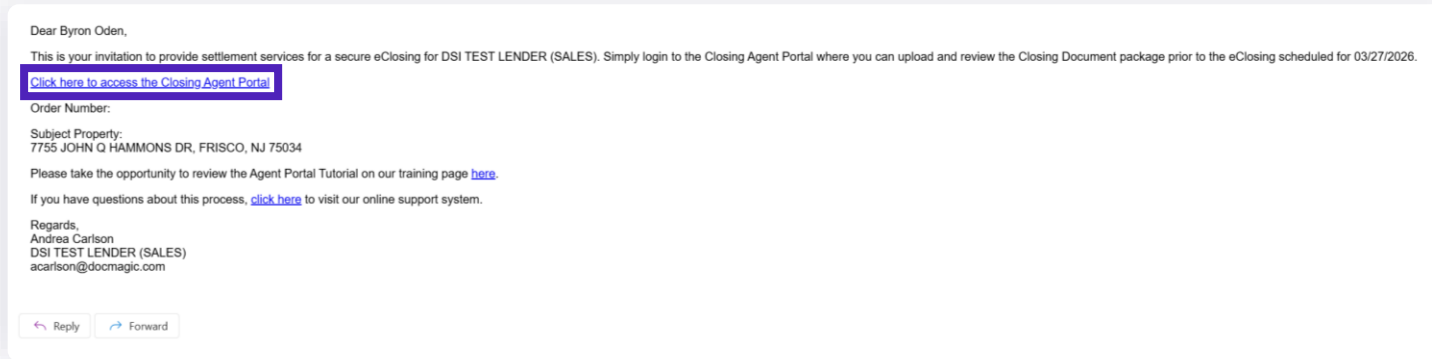 Dear Byron Oden,
This is your invitation to provide settlement services for a secure eClosing for DSI TEST LENDER (SALES). Simply login to the Closing Agent Portal where you can upload and review the Closing Document package prior to the eClosing scheduled for 03/27/2026.
Click here to access the Closing Agent Portal
Order Number:
Subject Property:
7755 JOHN Q HAMMONS DR, FRISCO, NJ 75034
Please take the opportunity to review the Agent Portal Tutorial on our training page here.
If you have questions about this process, click here to visit our online support system.
Regards,
Andrea Carlson
DSI TEST LENDER (SALES)
acarlson@docmagic.com
Reply Forward